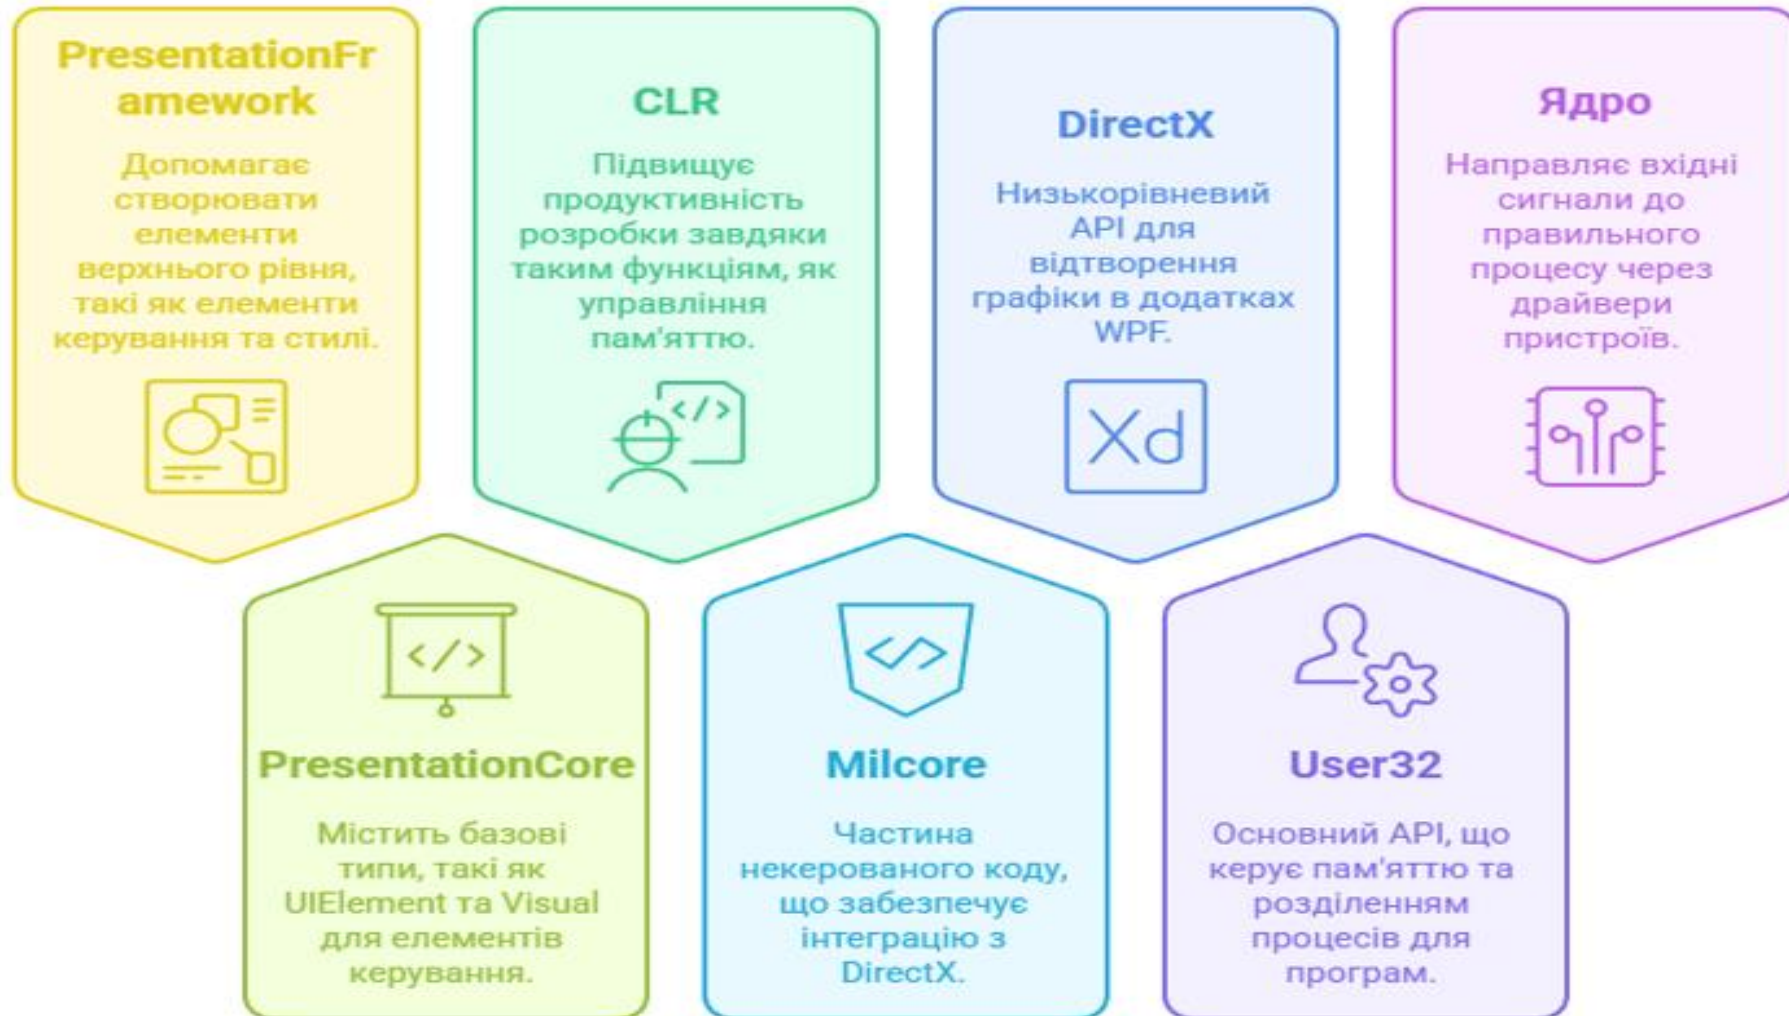 PresentationFr
amework
Допомагає
створювати
елементи
верхнього рівня,
такі як елементи
керування та стилі.
CLR
Підвищує
продуктивність
розробки завдяки
таким функціям, як
управління
пам'яттю.
</>
DirectX
Низькорівневий
API для
відтворення
графіки в додатках
WPF.
Xd
Ядро
Направляє вхідні
сигнали до
правильного
процесу через
драйвери
пристроїв.
</>
PresentationCore
Містить базові
типи, такі як
UIElement та Visual
для елементів
керування.
</>
Milcore
Частина
некерованого коду,
що забезпечує
інтеграцію з
DirectX.
User32
Основний API, що
керує пам'яттю та
розділенням
процесів для
програм.